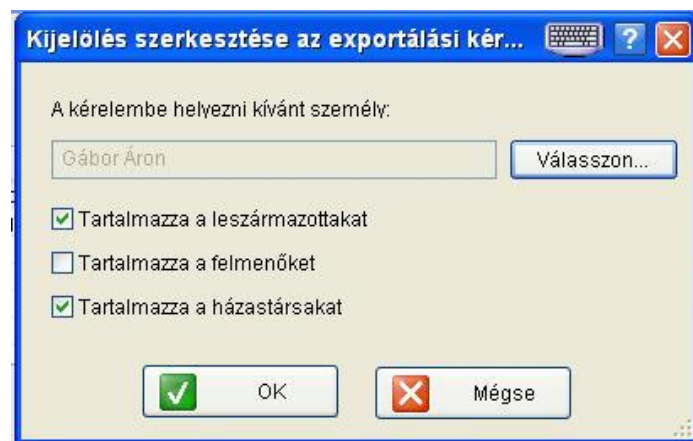 Kijelölés szerkesztése az exportálási kér...
A kérelembe helyezni kívánt személy:
Gábor Áron
Válasszon...
Tartalmazza a leszármazottakat
Tartalmazza a felmenőket
Tartalmazza a házastársakat
OK
Mégse